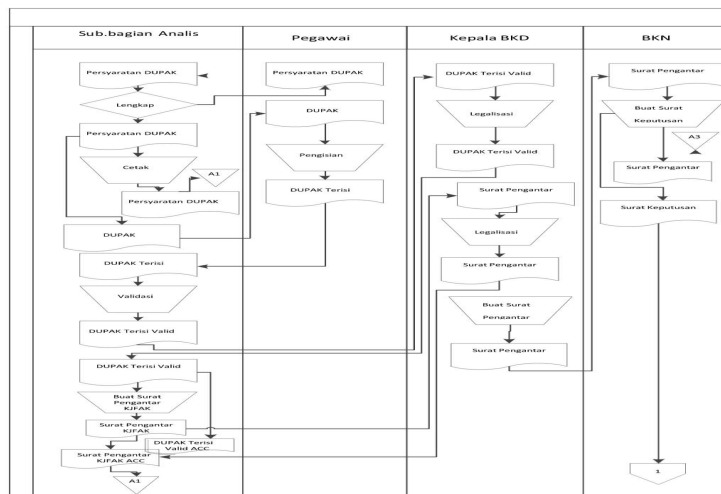 Sub.bagian Analis
Persyaratan DUPAK
Lengkap
Persyaratan DUPAK
Cetak
A1
Persyaratan DUPAK
DUPAK
DUPAK Terisi
Validasi
DUPAK Terisi Valid
DUPAK Terisi Valid
Buat Surat
Pengantar
KJFAK
Surat Pengantar
KJFAK
DUPAK Terisi
Valid ACC
Surat Pengantar
KJFAK ACC
A1
Pegawai
Persyaratan DUPAK
DUPAK
Pengisian
DUPAK Terisi
Kepala BKD
DUPAK Terisi Valid
Legalisasi
DUPAK Terisi Valid
Surat Pengantar
Legalisasi
Surat Pengantar
Buat Surat
Pengantar
Surat Pengantar
BKN
Surat Pengantar
Buat Surat
Keputusan
A3
Surat Pengantar
Surat Keputusan
1